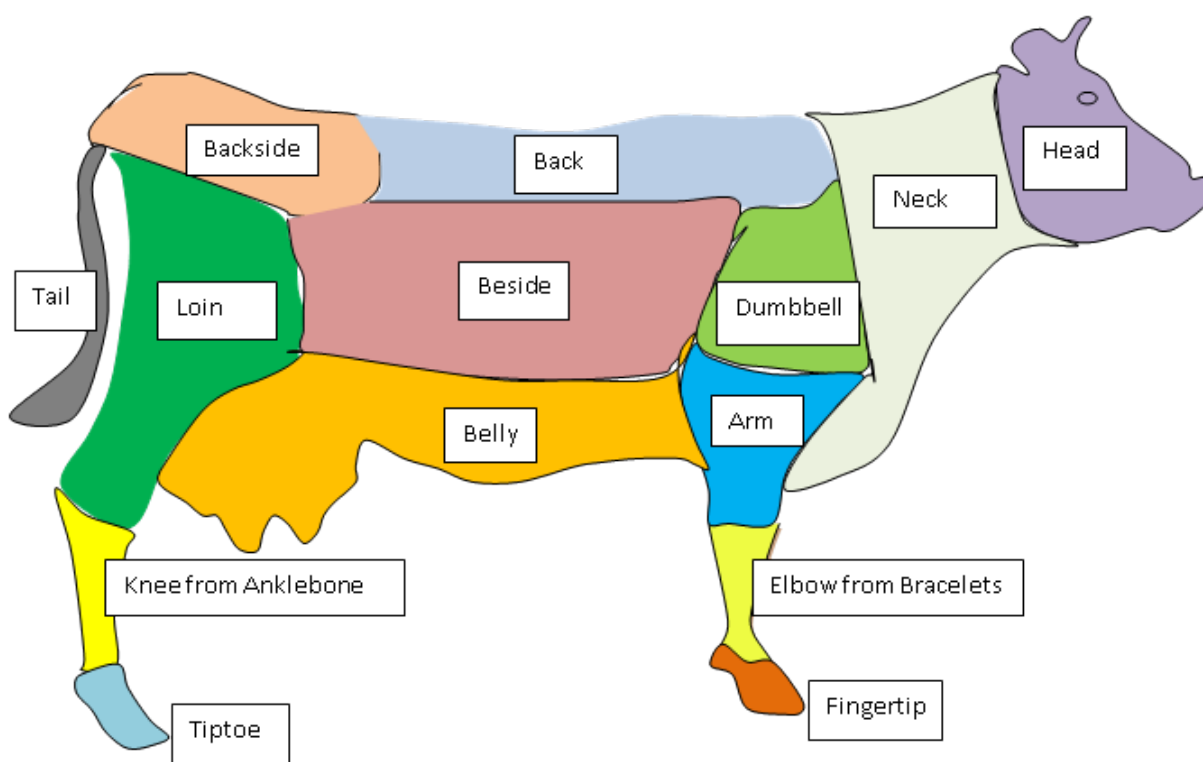 Backside
Back
Head
Neck
Tail
Loin
Beside
Dumbbell
Belly
Arm
Knee from Anklebone
Elbow from Bracelets
Fingertip
Tiptoe